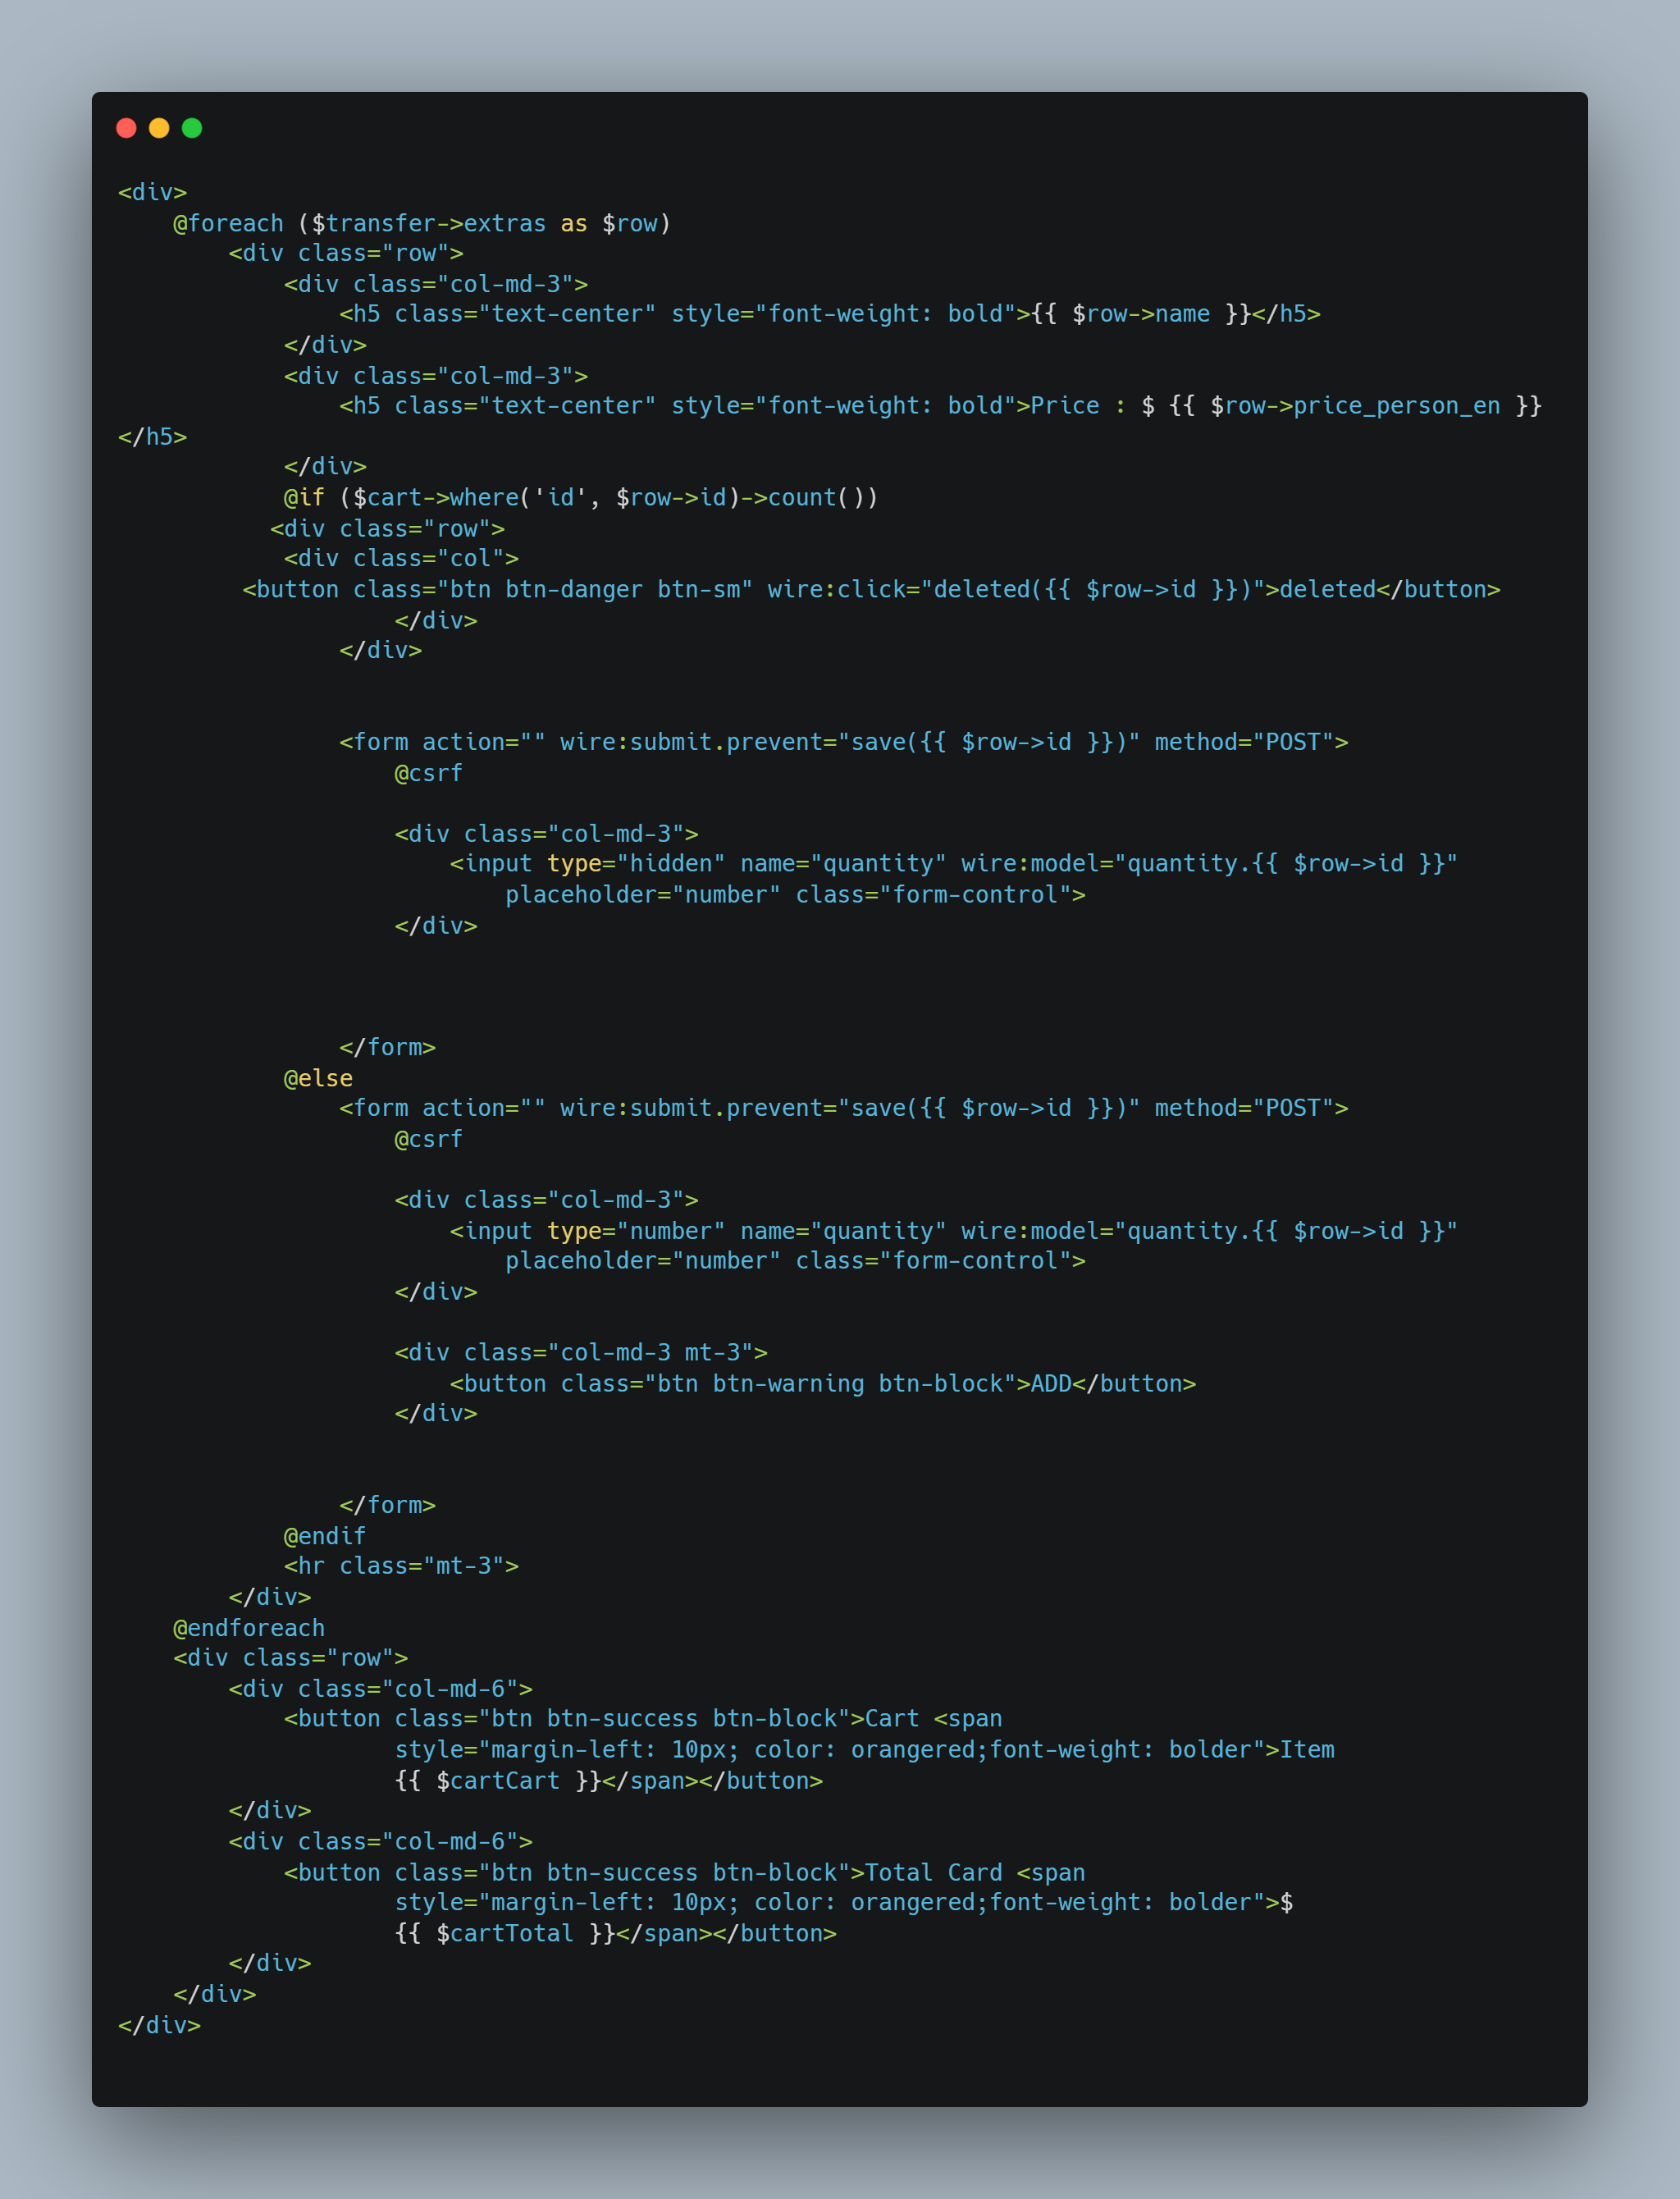 <div>
    @foreach ($transfer->extras as $row)
        <div class="row">
            <div class="col-md-3">
                <h5 class="text-center" style="font-weight: bold">{{ $row->name }}</h5>
            </div>
            <div class="col-md-3">
                <h5 class="text-center" style="font-weight: bold">Price : $ {{ $row->price_person_en }}
</h5>
            </div>
            @if ($cart->where('id', $row->id)->count())
           <div class="row">
            <div class="col">
         <button class="btn btn-danger btn-sm" wire:click="deleted({{ $row->id }})">deleted</button>
                    </div>
                </div>
                <form action="" wire:submit.prevent="save({{ $row->id }})" method="POST">
                    @csrf
                    <div class="col-md-3">
                        <input type="hidden" name="quantity" wire:model="quantity.{{ $row->id }}"
                            placeholder="number" class="form-control">
                    </div>
                </form>
            @else
                <form action="" wire:submit.prevent="save({{ $row->id }})" method="POST">
                    @csrf
                    <div class="col-md-3">
                        <input type="number" name="quantity" wire:model="quantity.{{ $row->id }}"
                            placeholder="number" class="form-control">
                    </div>
                    <div class="col-md-3 mt-3">
                        <button class="btn btn-warning btn-block">ADD</button>
                    </div>
                </form>
            @endif
            <hr class="mt-3">
        </div>
    @endforeach
    <div class="row">
        <div class="col-md-6">
            <button class="btn btn-success btn-block">Cart <span
                    style="margin-left: 10px; color: orangered;font-weight: bolder">Item
                    {{ $cartCart }}</span></button>
        </div>
        <div class="col-md-6">
            <button class="btn btn-success btn-block">Total Card <span
                    style="margin-left: 10px; color: orangered;font-weight: bolder">$
                    {{ $cartTotal }}</span></button>
        </div>
    </div>
</div>